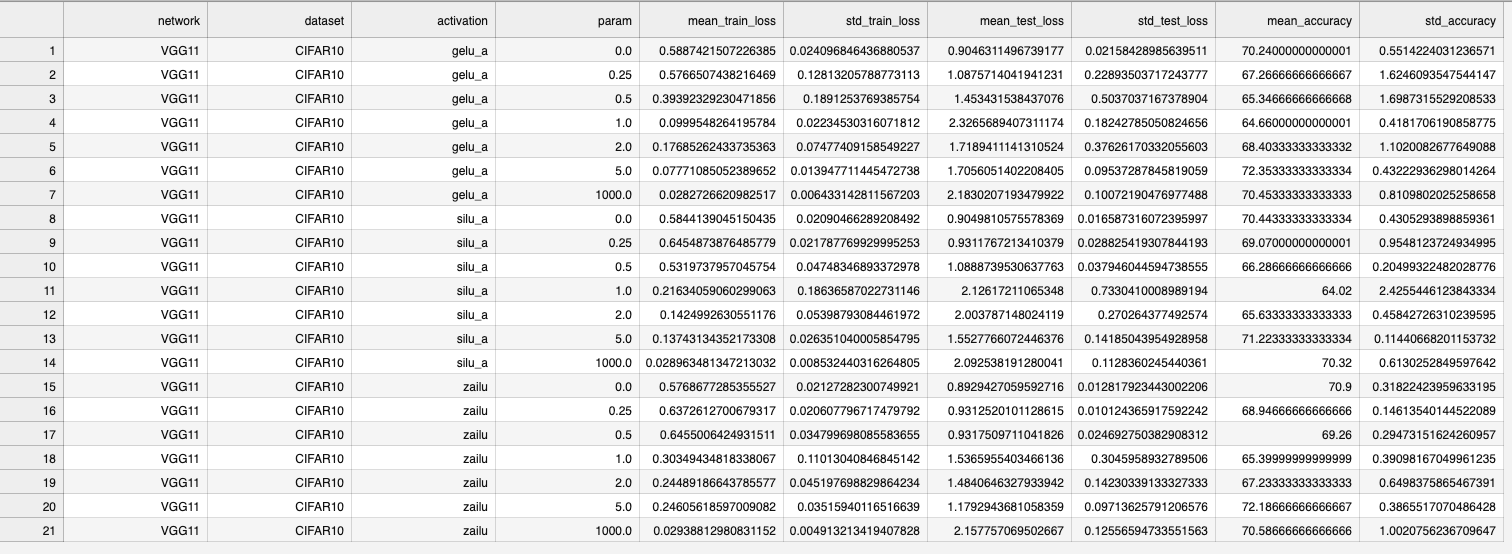 network dataset activation param mean_train_loss std_train_loss mean_test_loss std_test_loss mean_accuracy std_accuracy
1 VGG11 CIFAR10 gelu_a 0.0 0.5887421507226385 0.024096846436880537 0.9046311496739177 0.02158428985639511 70.24000000000001 0.5514224031236571
2 VGG11 CIFAR10 gelu_a 0.25 0.5766507438216469 0.12813205788773113 1.0875714041941231 0.22893503717243777 67.26666666666667 1.6246093547544147
3 VGG11 CIFAR10 gelu_a 0.5 0.39392329230471856 0.1891253769385754 1.453431538437076 0.5037037167378904 65.34666666666668 1.6987315529208533
4 VGG11 CIFAR10 gelu_a 1.0 0.0999548264195784 0.02234530316071812 2.3265689407311174 0.18242785050824656 64.66000000000001 0.4181706190858775
5 VGG11 CIFAR10 gelu_a 2.0 0.17685262433735363 0.07477409158549227 1.7189411141310524 0.37626170332055603 68.40333333333332 1.1020082677649088
6 VGG11 CIFAR10 gelu_a 5.0 0.07771085052389652 0.013947711445472738 1.7056051402208405 0.09537287845819059 72.35333333333334 0.43222936298014264
7 VGG11 CIFAR10 gelu_a 1000.0 0.0282726620982517 0.006433142811567203 2.1830207193479922 0.10072190476977488 70.45333333333333 0.8109802025258658
8 VGG11 CIFAR10 silu_a 0.0 0.5844139045150435 0.02090466289208492 0.9049810575578369 0.016587316072395997 70.44333333333334 0.4305293898859361
9 VGG11 CIFAR10 silu_a 0.25 0.6454873876485779 0.021787769929995253 0.9311767213410379 0.028825419307844193 69.07000000000001 0.9548123724934995
10 VGG11 CIFAR10 silu_a 0.5 0.5319737957045754 0.04748346893372978 1.0888739530637763 0.037946044594738555 66.28666666666666 0.20499322482028776
11 VGG11 CIFAR10 silu_a 1.0 0.21634059060299063 0.18636587022731146 2.12617211065348 0.7330410008989194 64.02 2.4255446123843334
12 VGG11 CIFAR10 silu_a 2.0 0.1424992630551176 0.05398793084461972 2.003787148024119 0.270264377492574 65.63333333333333 0.45842726310239595
13 VGG11 CIFAR10 silu_a 5.0 0.13743134352173308 0.026351040005854795 1.5527766072446376 0.14185043954928958 71.22333333333334 0.11440668201153732
14 VGG11 CIFAR10 silu_a 1000.0 0.028963481347213032 0.008532440316264805 2.092538191280041 0.1128360245440361 70.32 0.6130252849597642
15 VGG11 CIFAR10 zailu 0.0 0.5768677285355527 0.02127282300749921 0.8929427059592716 0.012817923443002206 70.9 0.31822423959633195
16 VGG11 CIFAR10 zailu 0.25 0.6372612700679317 0.020607796717479792 0.9312520101128615 0.010124365917592242 68.94666666666666 0.14613540144522089
17 VGG11 CIFAR10 zailu 0.5 0.6455006424931511 0.034799698085583655 0.9317509711041826 0.024692750382908312 69.26 0.29473151624260957
18 VGG11 CIFAR10 zailu 1.0 0.30349434818338067 0.11013040846845142 1.5365955403466136 0.3045958932789506 65.39999999999999 0.39098167049961235
19 VGG11 CIFAR10 zailu 2.0 0.24489186643785577 0.045197698829864234 1.4840646327933942 0.14230339133327333 67.23333333333333 0.6498375865467391
20 VGG11 CIFAR10 zailu 5.0 0.24605618597009082 0.03515940116516639 1.1792943681058359 0.09713625791206576 72.18666666666667 0.3865517070486428
21 VGG11 CIFAR10 zailu 1000.0 0.02938812980831152 0.004913213419407828 2.157757069502667 0.12556594733551563 70.58666666666666 1.0020756236709647